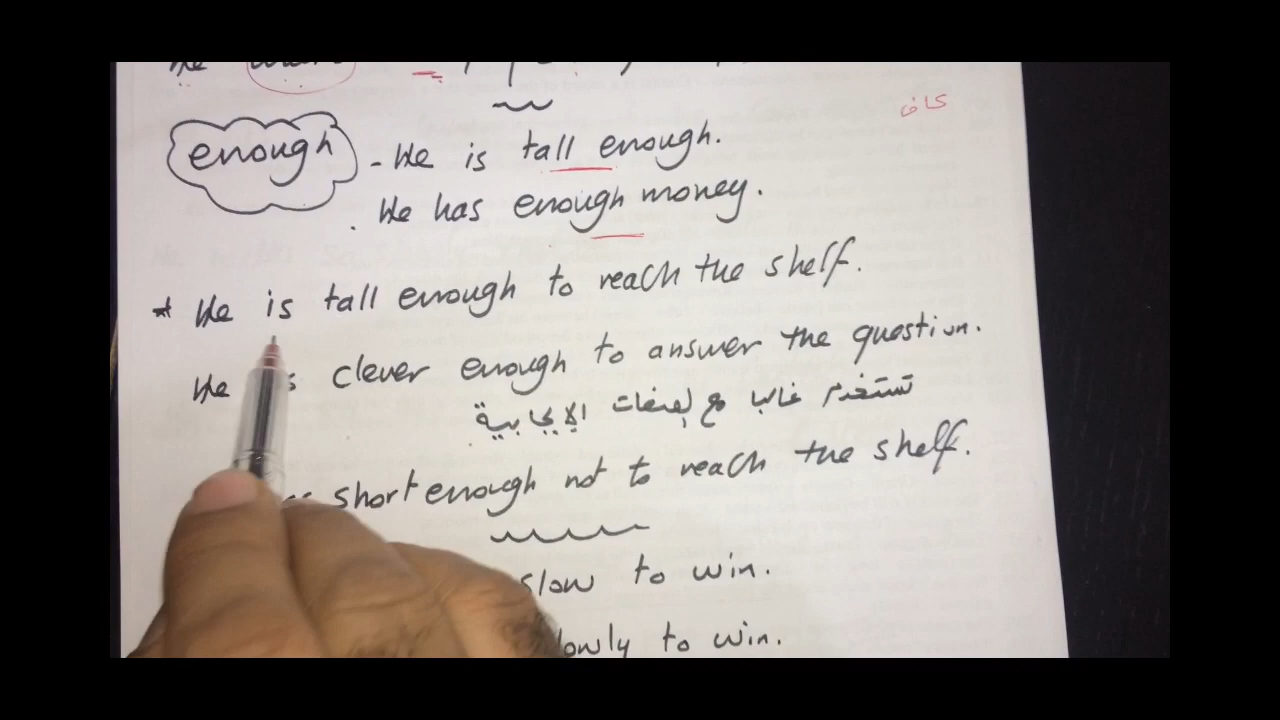 كاف
enough - He is tall enough.
. He has enough money.
* He is tall enough to reach the shelf.
He clever enough to answer the question.
تستخدم غالبا مع الصفات الايجابية
short enough not to reach the shelf.
slow to win.
to win.